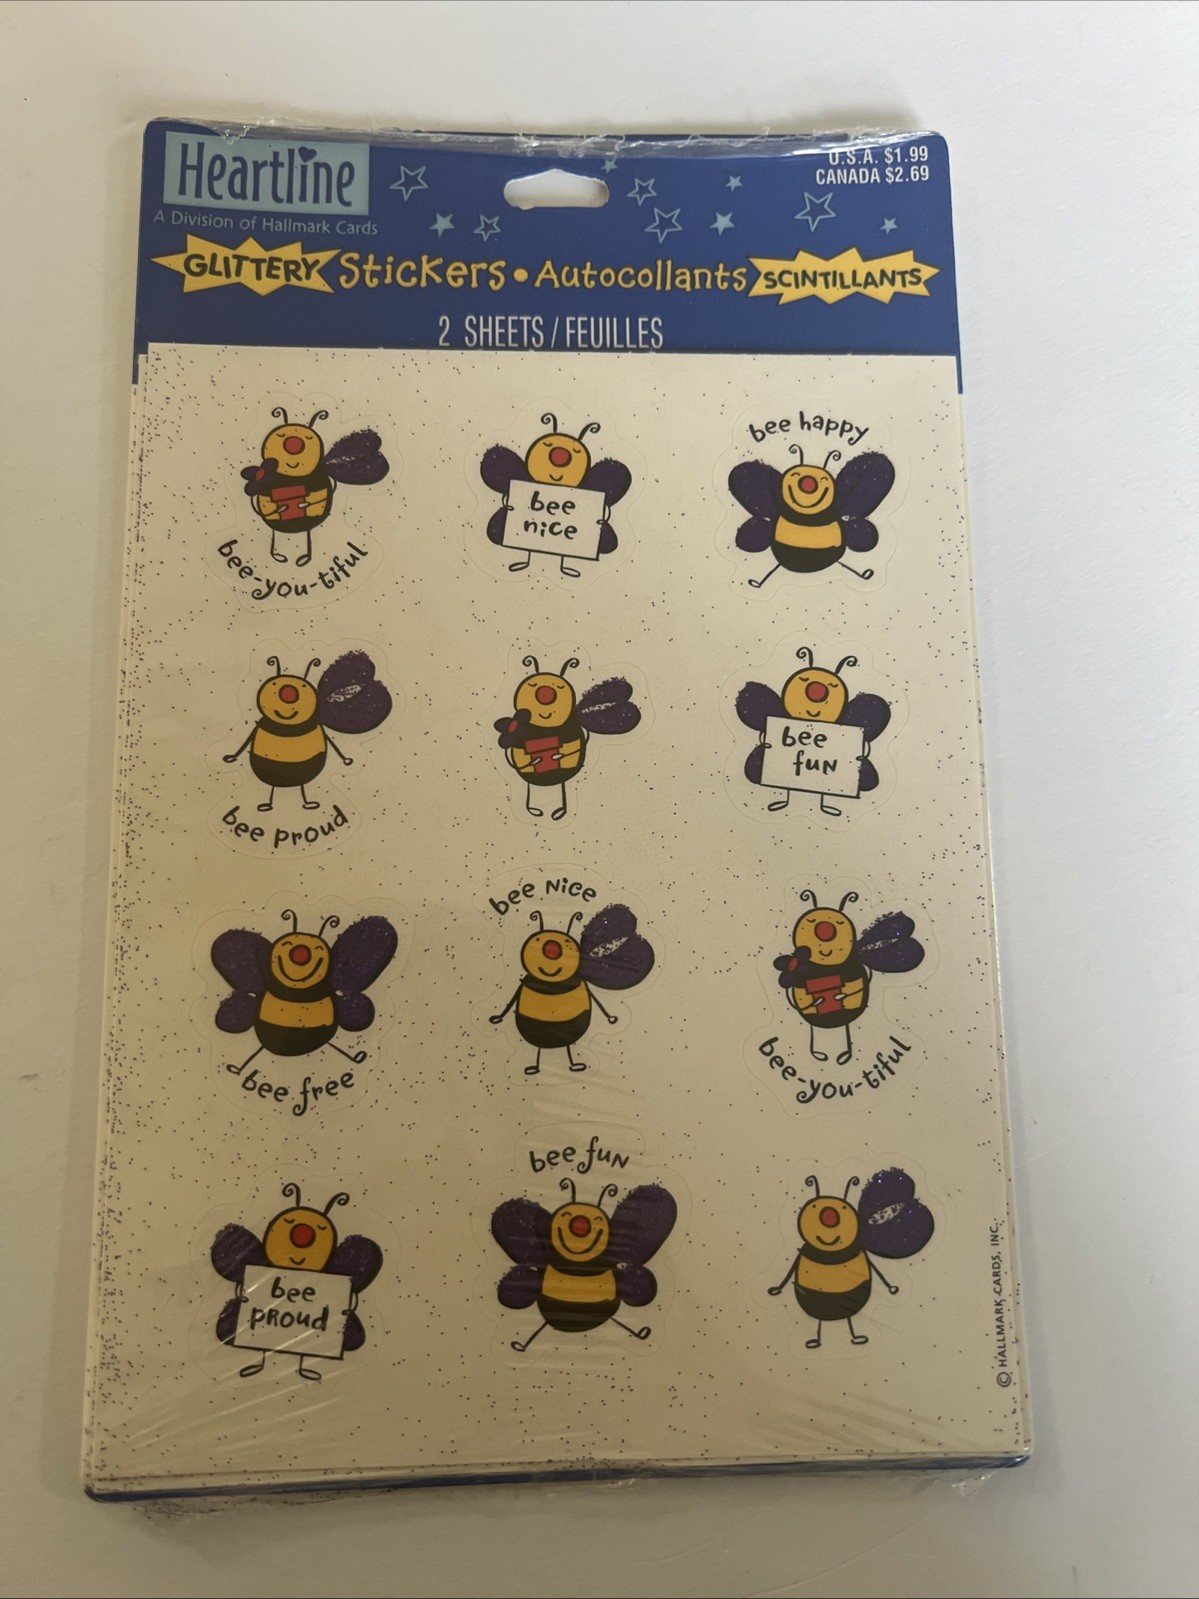 Heartline
A Division of Hallmark Cards
U.S.A. $1.99
CANADA $2.69
GLITTERY Stickers • Autocollants SCINTILLANTS
2 SHEETS / FEUILLES
bee-you-tiful
bee
nice
bee happy
bee proud
bee
fun
bee free
bee nice
bee-you-tiful
bee
proud
bee fun
© HALLMARK CARDS, INC.